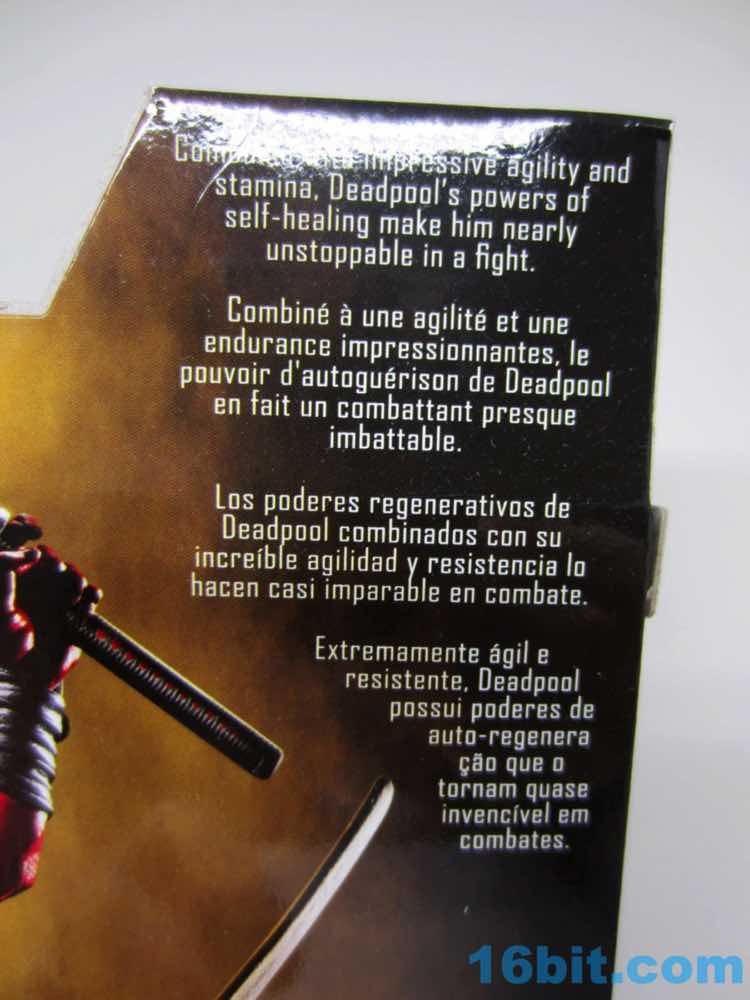 Combined with impressive agility and
stamina, Deadpool's powers of
self-healing make him nearly
unstoppable in a fight.
Combiné à une agilité et une
endurance impressionnantes, le
pouvoir d'autoguérison de Deadpool
en fait un combattant presque
imbattable.
Los poderes regenerativos de
Deadpool combinados con su
increíble agilidad y resistencia lo
hacen casi imparable en combate.
Extremamente ágil e
resistente, Deadpool
possui poderes de
auto-regenera
ção que o
tornam quase
invencível em
combates.
16bit.com